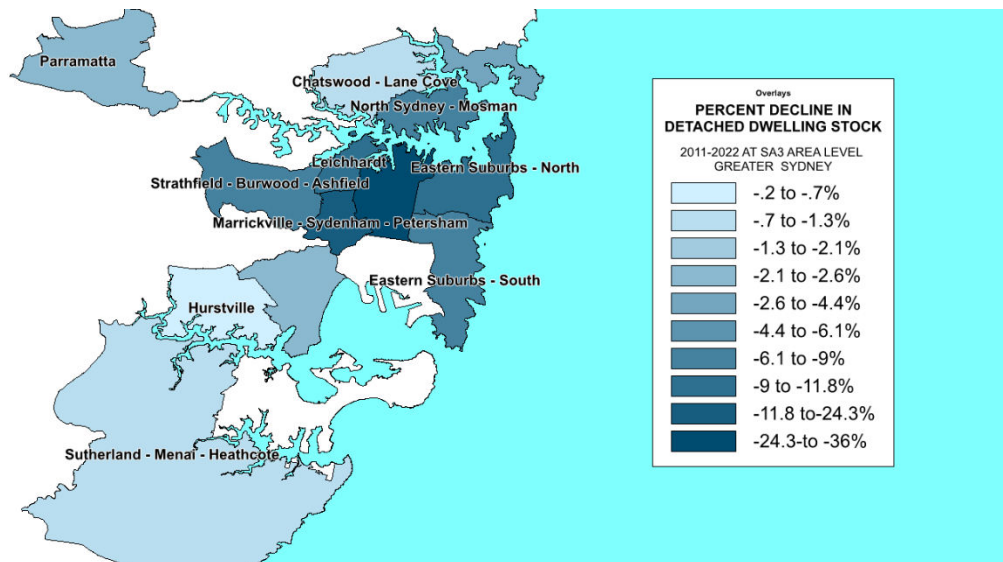 Parramatta
Chatswood - Lane Cove
North Sydney - Mosman
Leichhardt
Eastern Suburbs - North
Strathfield - Burwood - Ashfield
Marrickville - Sydenham - Petersham
Eastern Suburbs - South
Hurstville
Sutherland - Menai - Heathcote
Overlays
PERCENT DECLINE IN
DETACHED DWELLING STOCK
2011-2022 AT SA3 AREA LEVEL
GREATER SYDNEY
-.2 to -.7%
-.7 to -1.3%
-1.3 to -2.1%
-2.1 to -2.6%
-2.6 to -4.4%
-4.4 to -6.1%
-6.1 to -9%
-9 to -11.8%
-11.8 to-24.3%
-24.3-to -36%